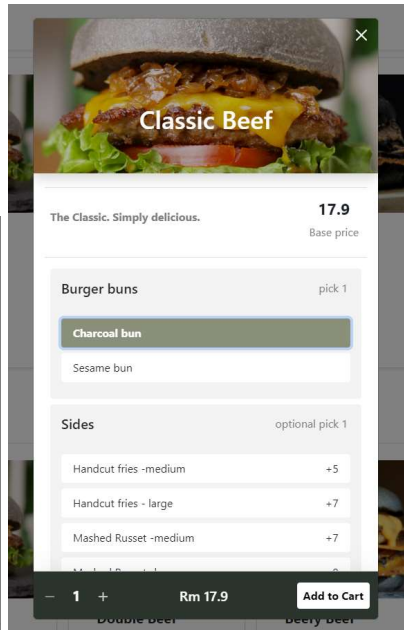 Classic Beef
The Classic. Simply delicious.
17.9
Base price
Burger buns
pick 1
Charcoal bun
Sesame bun
Sides
optional pick 1
Handcut fries -medium
+5
Handcut fries - large
+7
Mashed Russet -medium
+7
− 1 +
Rm 17.9
Add to Cart
Double Beef
Beefy Beef